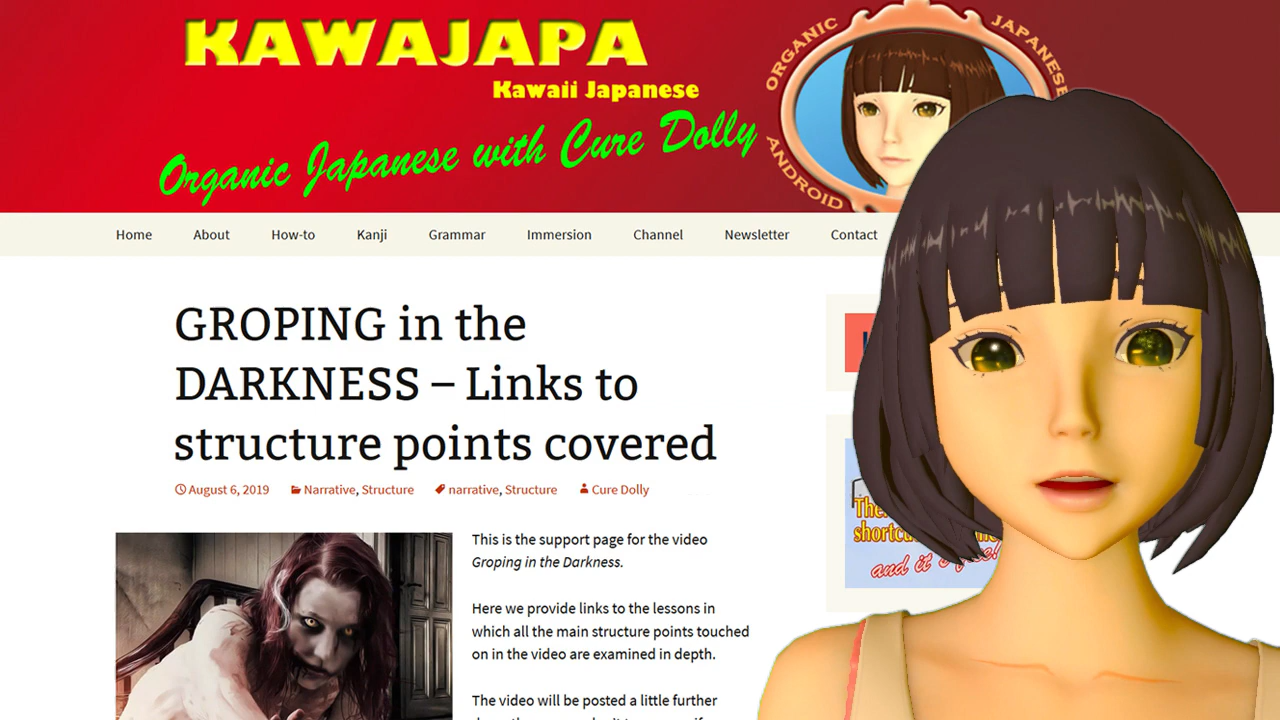 KAWAJAPA
Kawaii Japanese
Organic Japanese with Cure Dolly
ORGANIC
JAPANESE
ANDROID
Home
About
How-to
Kanji
Grammar
Immersion
Channel
Newsletter
Contact
GROPING in the
DARKNESS – Links to
structure points covered
August 6, 2019
Narrative, Structure
narrative, Structure
Cure Dolly
This is the support page for the video
Groping in the Darkness.
Here we provide links to the lessons in
which all the main structure points touched
on in the video are examined in depth.
The video will be posted a little further
and it